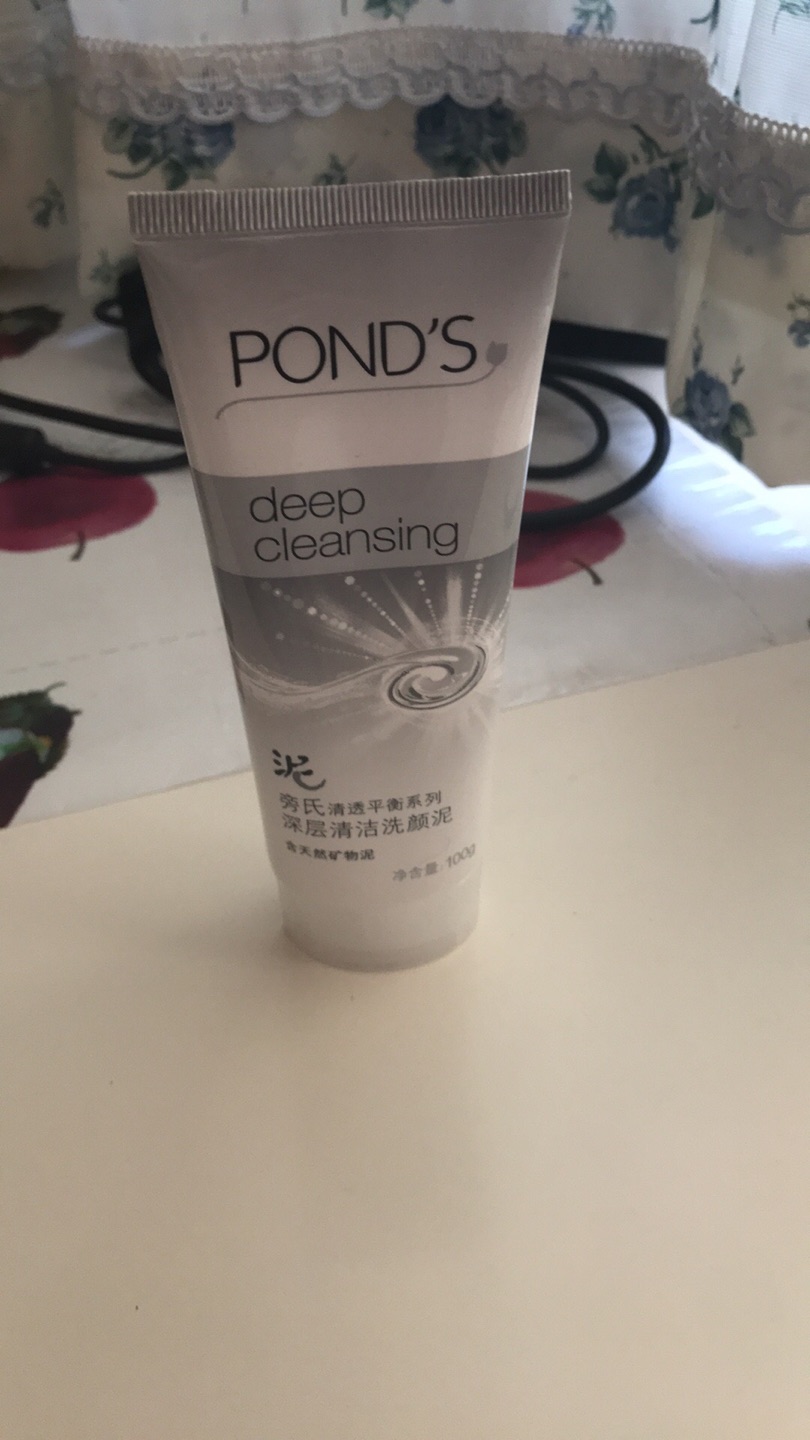 POND'S
deep
cleansing
泥
旁氏清透平衡系列
深层清洁洗颜泥
含天然矿物泥
净含量:100g